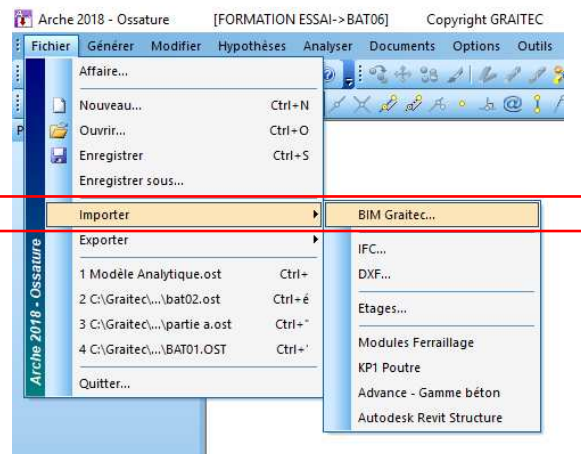 Arche 2018 - Ossature [FORMATION ESSAI->BAT06] Copyright GRAITEC
Fichier Générer Modifier Hypothèses Analyser Documents Options Outils
Affaire...
Nouveau... Ctrl+N
Ouvrir... Ctrl+O
Enregistrer Ctrl+S
Enregistrer sous...
Importer
Exporter
1 Modèle Analytique.ost Ctrl+
2 C:\Graitec\...\bat02.ost Ctrl+é
3 C:\Graitec\...\partie a.ost Ctrl+"
4 C:\Graitec\...\BAT01.OST Ctrl+'
Quitter...
Arche 2018 - Ossature
BIM Graitec...
IFC...
DXF...
Etages...
Modules Ferraillage
KP1 Poutre
Advance - Gamme béton
Autodesk Revit Structure